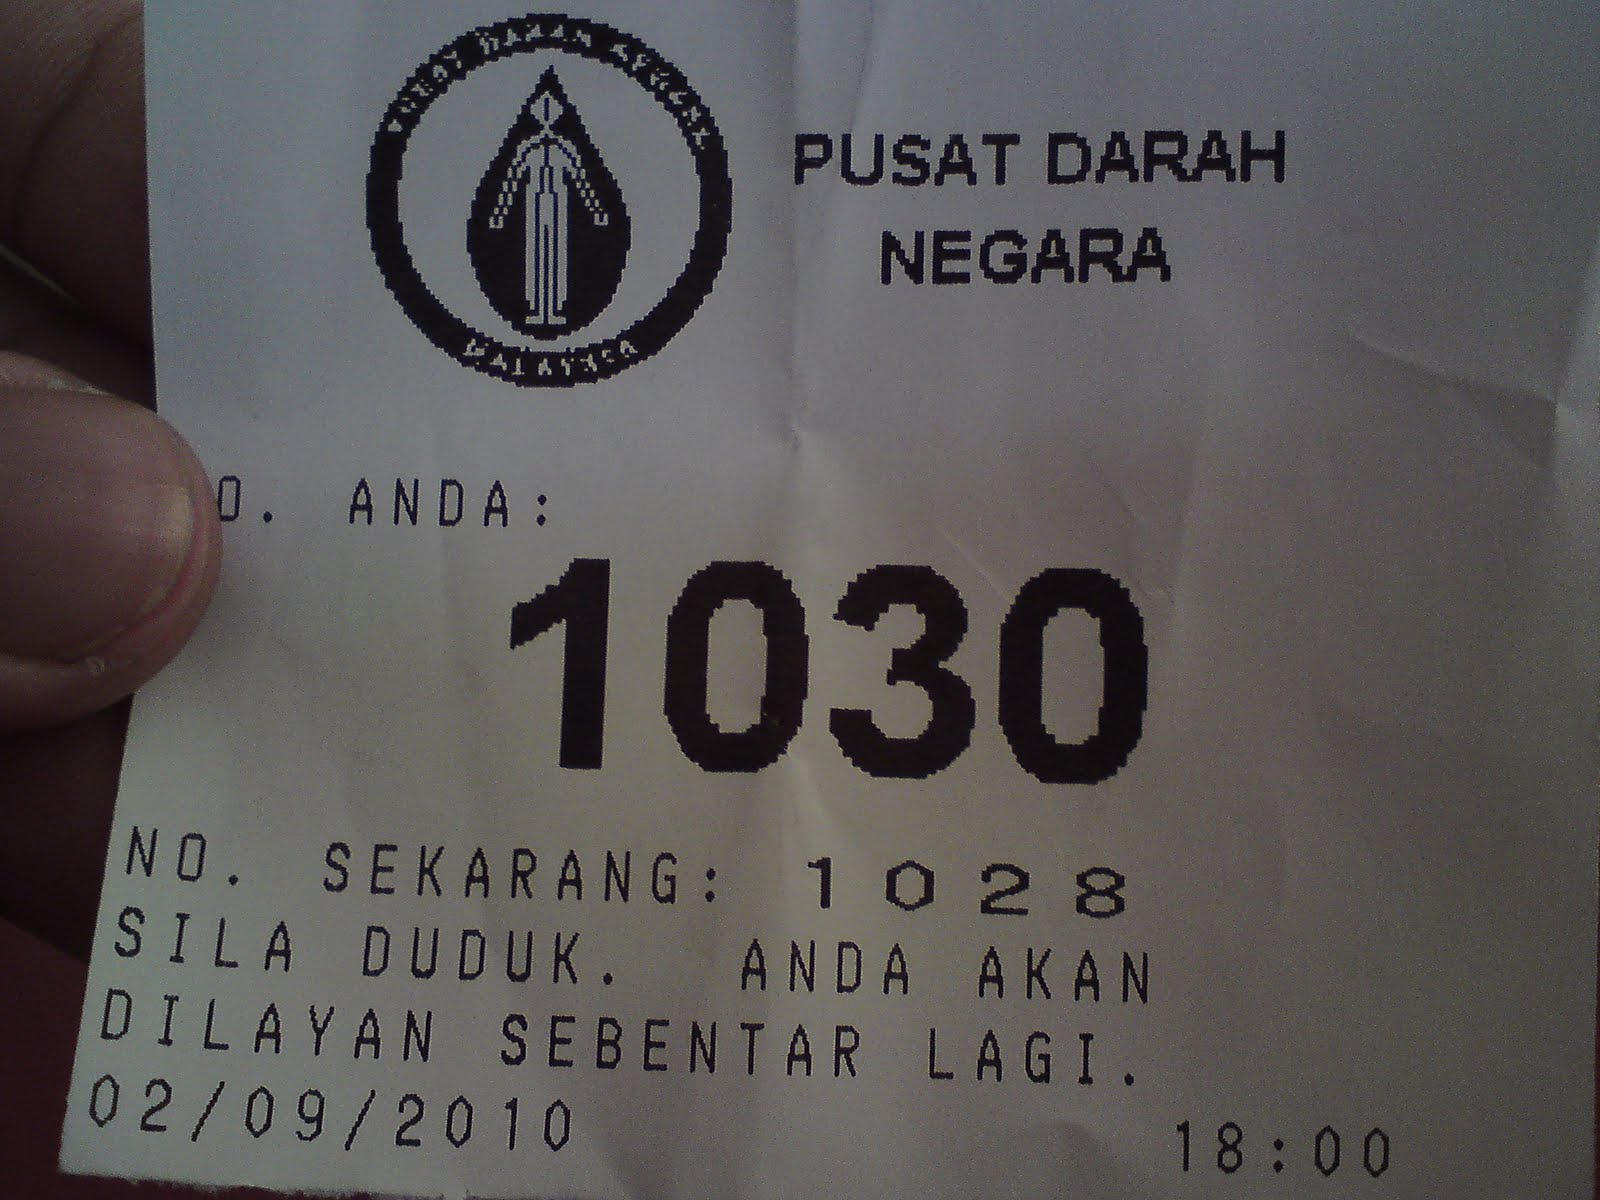 PUSAT DARAH
NEGARA
MALAYSIA
O. ANDA:
1030
NO. SEKARANG: 1028
SILA DUDUK. ANDA AKAN
DILAYAN SEBENTAR LAGI.
02/09/2010 18:00